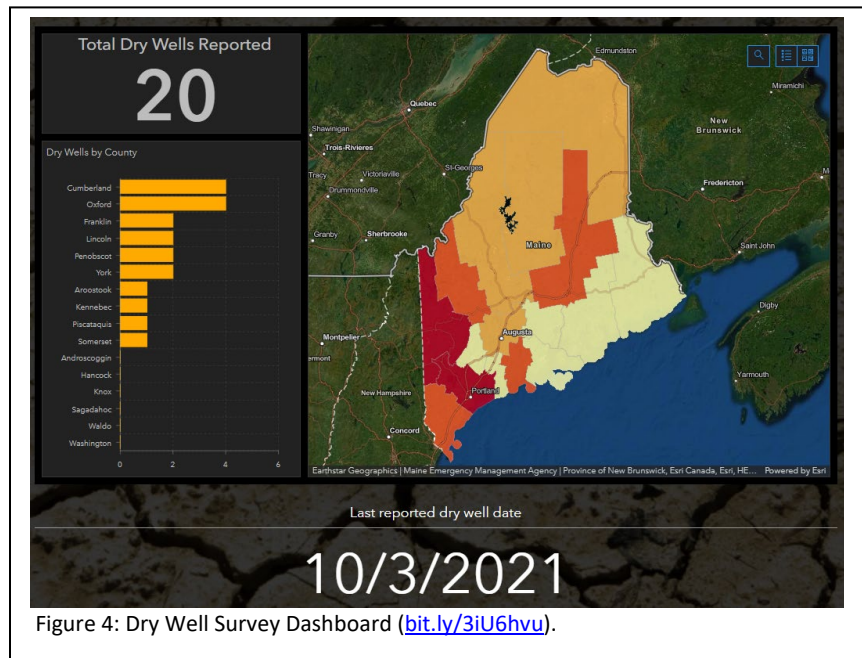 Total Dry Wells Reported
20
Dry Wells by County
Cumberland
Oxford
Franklin
Lincoln
Penobscot
York
Aroostook
Kennebec
Piscataquis
Somerset
Androscoggin
Hancock
Knox
Sagadahoc
Waldo
Washington
0 2 4 6
Edmundston
Miramichi
Quebec
New
Brunswick
Shawinigan
Trois-Rivieres
Tracy
Victoriaville
St-Georges
Drummondville
Fredericton
M
Granby
Sherbrooke
Maine
Saint John
Digby
Montpelier
Augusta
ermont
Yarmouth
New Hampshire
Portland
Concord
Earthstar Geographics | Maine Emergency Management Agency | Province of New Brunswick, Esri Canada, Esri, HE... Powered by Esri
Last reported dry well date
10/3/2021
Figure 4: Dry Well Survey Dashboard (bit.ly/3iU6hvu).